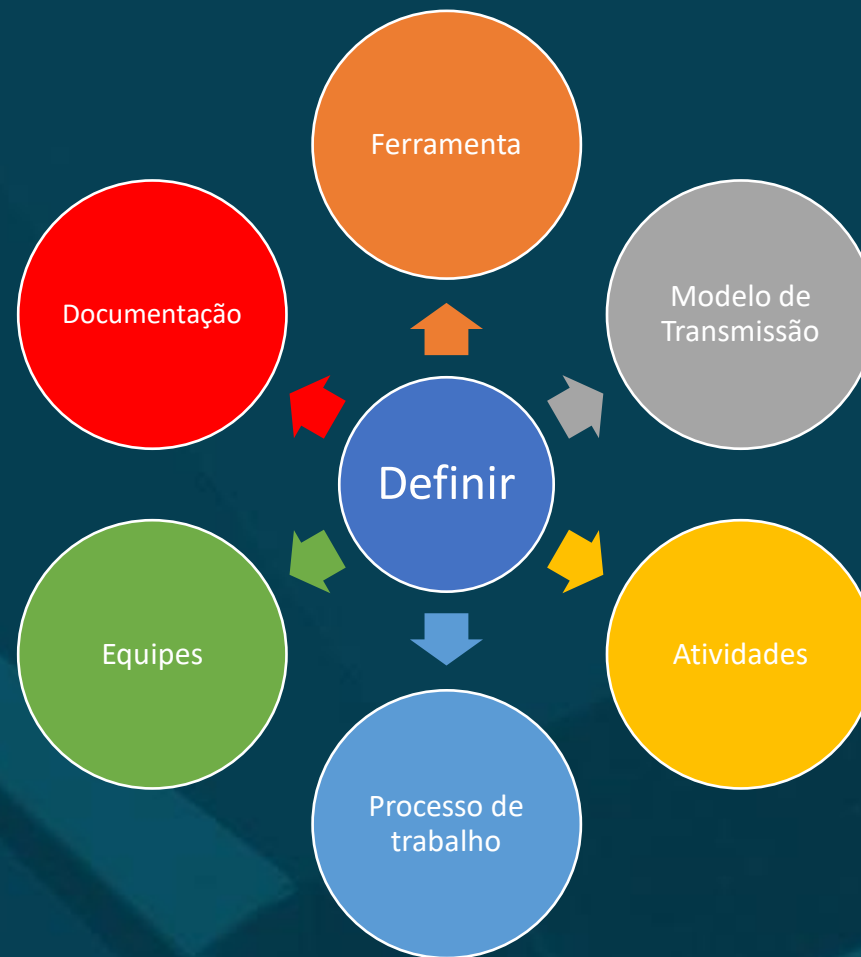 Ferramenta
Documentação
Modelo de
Transmissão
Definir
Equipes
Atividades
Processo de
trabalho